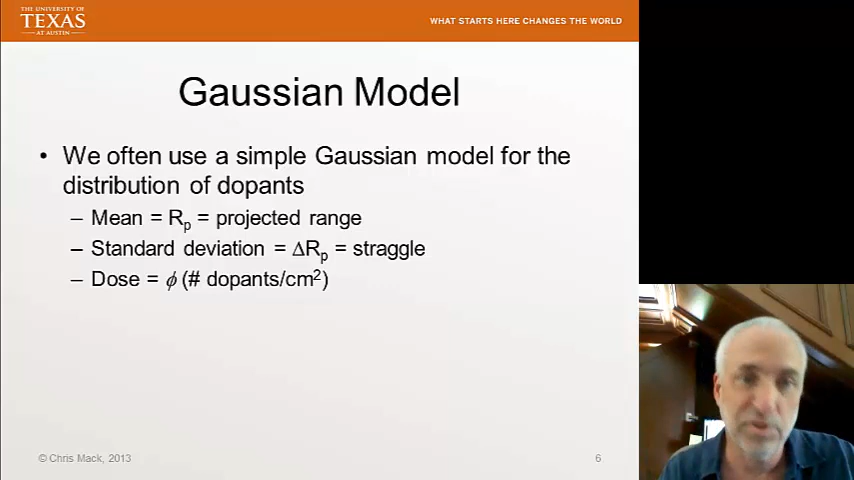 THE UNIVERSITY OF
TEXAS
AT AUSTIN
WHAT STARTS HERE CHANGES THE WORLD
Gaussian Model
• We often use a simple Gaussian model for the
distribution of dopants
– Mean = Rₚ = projected range
– Standard deviation = ΔRₚ = straggle
– Dose = ϕ (# dopants/cm²)
© Chris Mack, 2013
6